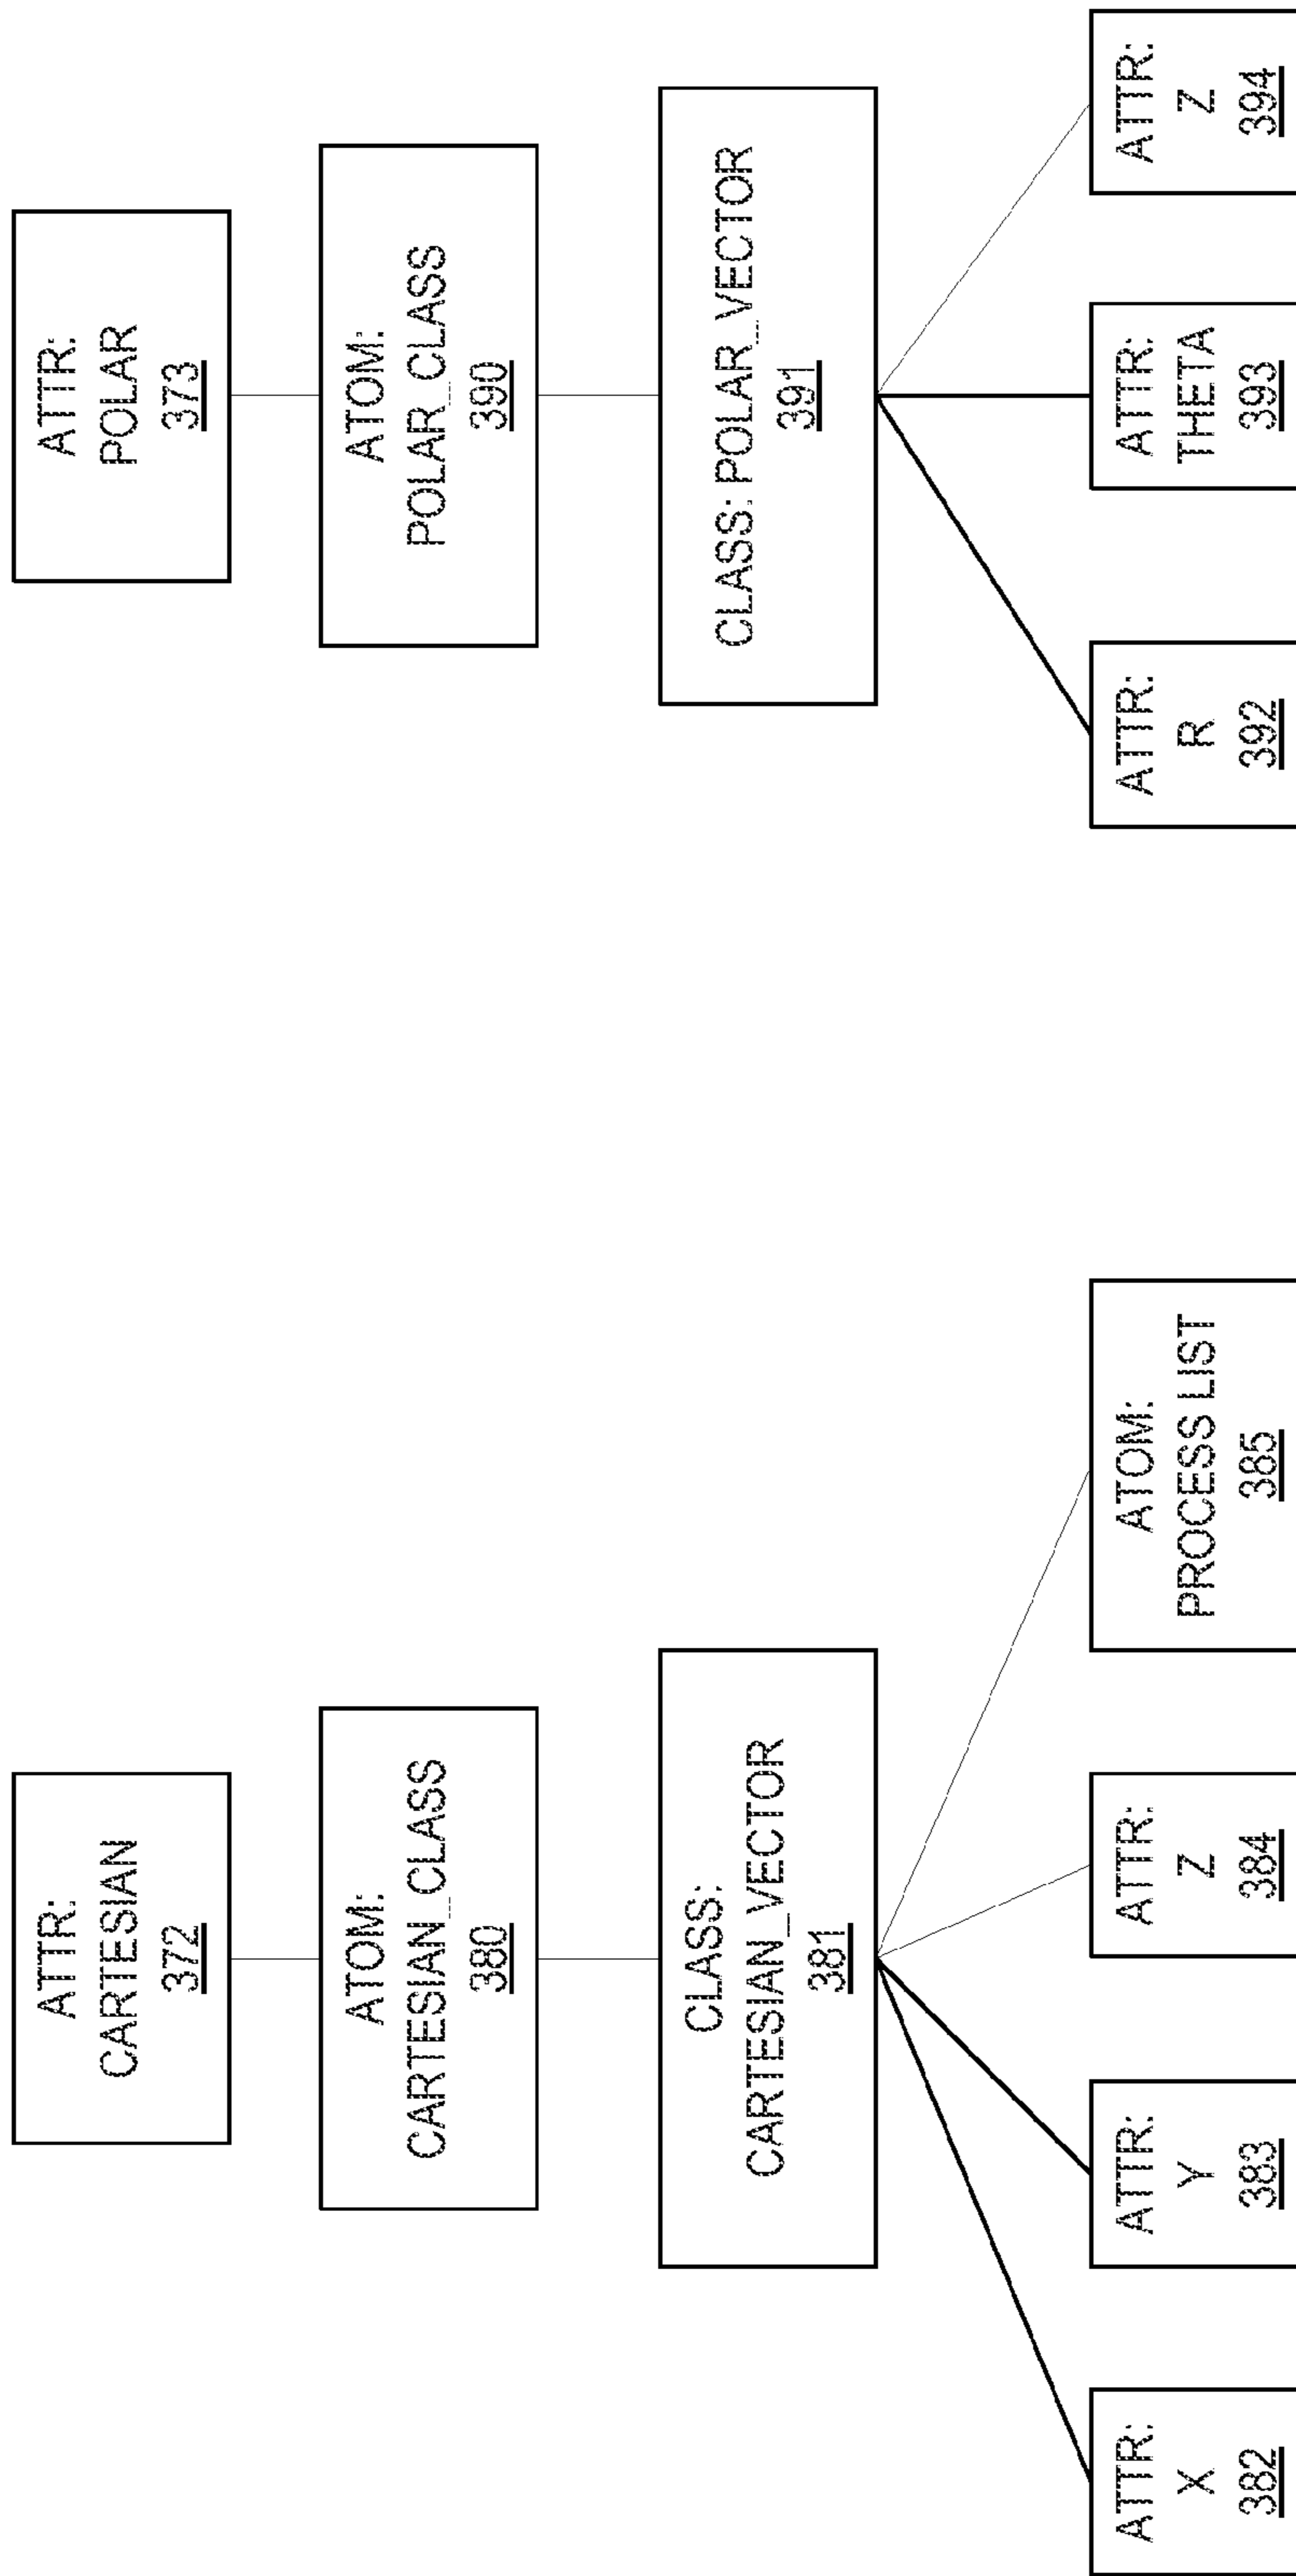 ATTR:
CARTESIAN
372
ATOM:
CARTESIAN_CLASS
380
CLASS:
CARTESIAN_VECTOR
381
ATTR:
X
382
ATTR:
Y
383
ATTR:
Z
384
ATOM:
PROCESS LIST
385
ATTR:
POLAR
373
ATOM:
POLAR_CLASS
390
CLASS: POLAR_VECTOR
391
ATTR:
R
392
ATTR:
THETA
393
ATTR:
Z
394